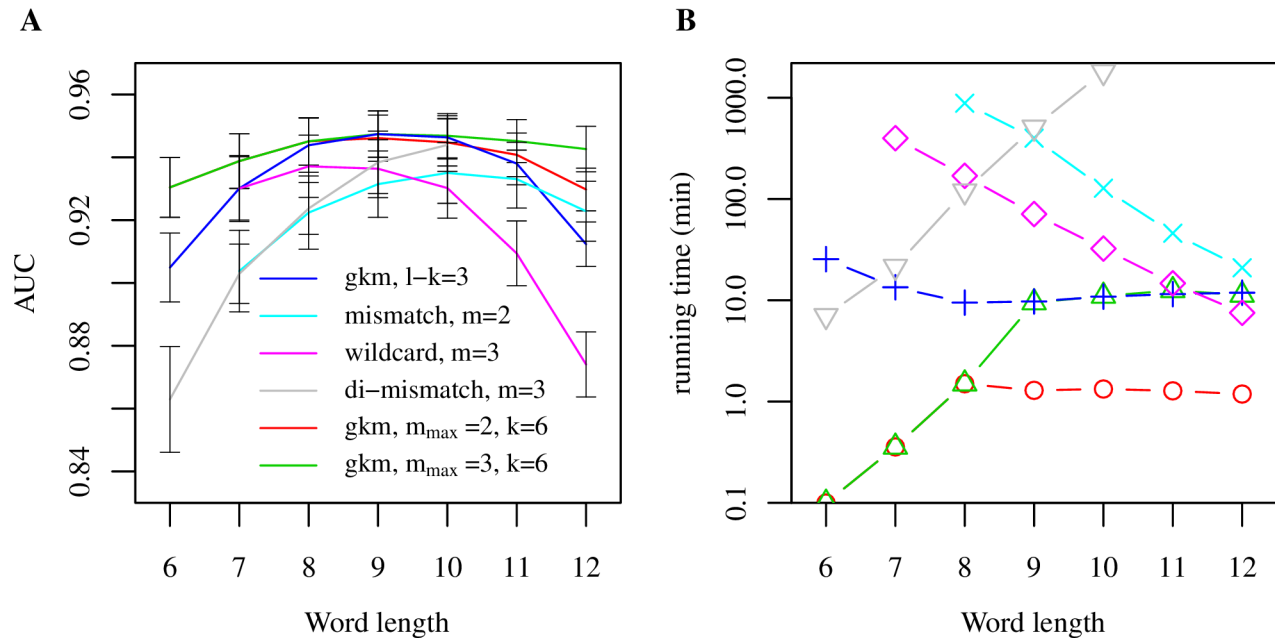 A
AUC
0.96
0.92
0.88
0.84
gkm, l−k=3
mismatch, m=2
wildcard, m=3
di−mismatch, m=3
gkm, mmax =2, k=6
gkm, mmax =3, k=6
6 7 8 9 10 11 12
Word length
B
running time (min)
1000.0
100.0
10.0
1.0
0.1
6 7 8 9 10 11 12
Word length